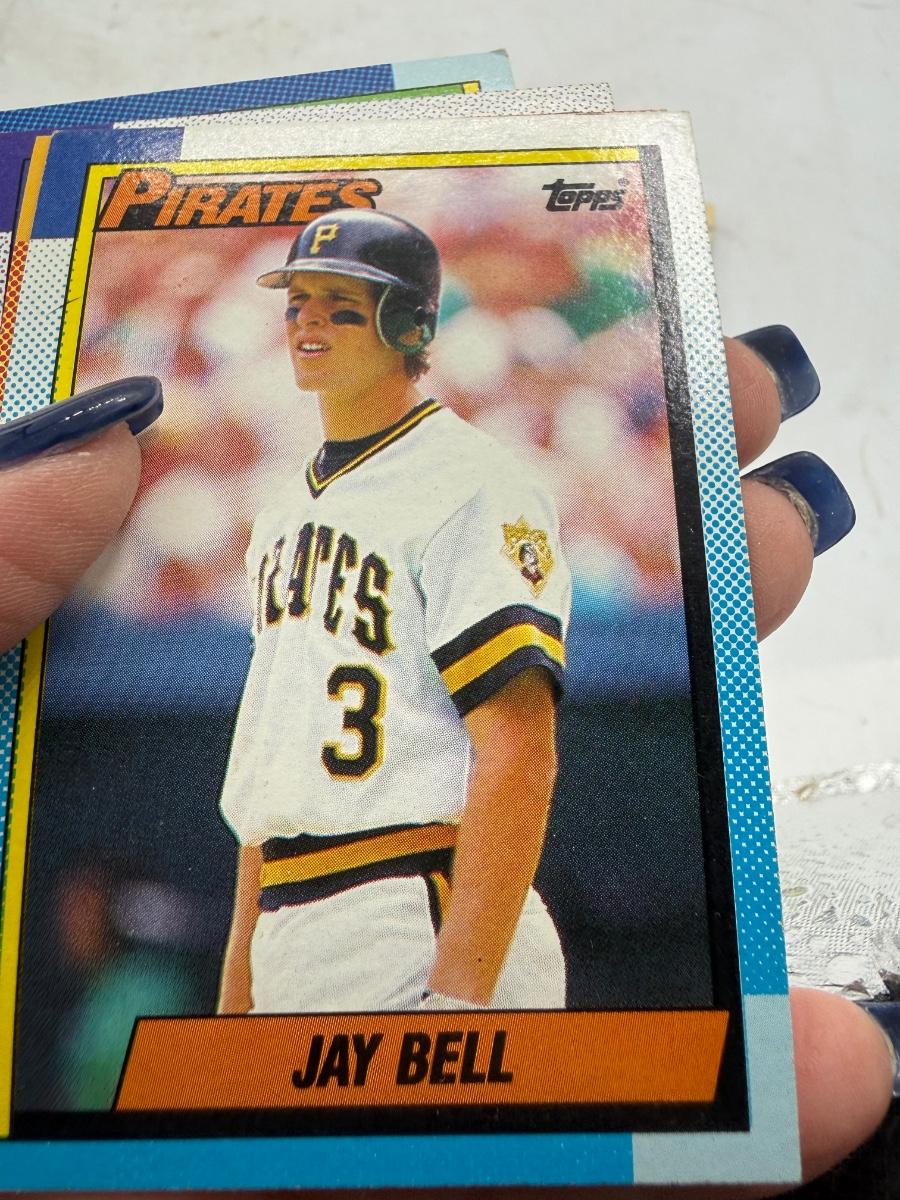 PIRATES
topps®
P
IRATES
3
JAY BELL